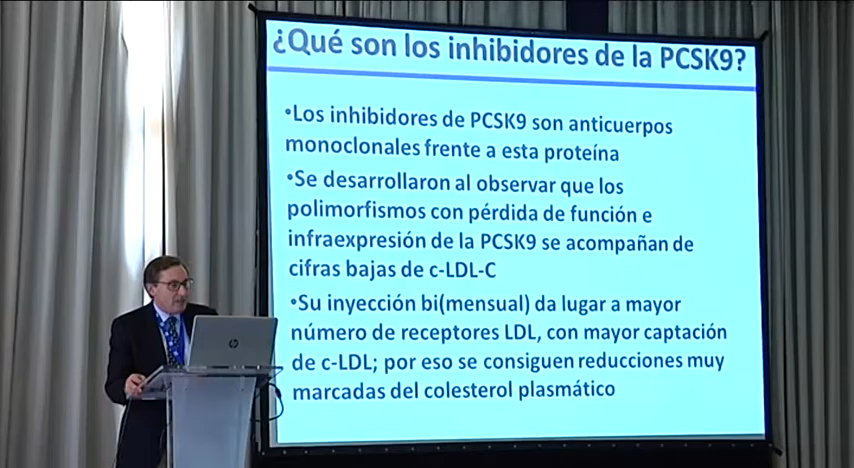 ¿Qué son los inhibidores de la PCSK9?
•Los inhibidores de PCSK9 son anticuerpos
monoclonales frente a esta proteína
•Se desarrollaron al observar que los
polimorfismos con pérdida de función e
infraexpresión de la PCSK9 se acompañan de
cifras bajas de c-LDL-C
•Su inyección bi(mensual) da lugar a mayor
número de receptores LDL, con mayor captación
de c-LDL; por eso se consiguen reducciones muy
marcadas del colesterol plasmático
hp